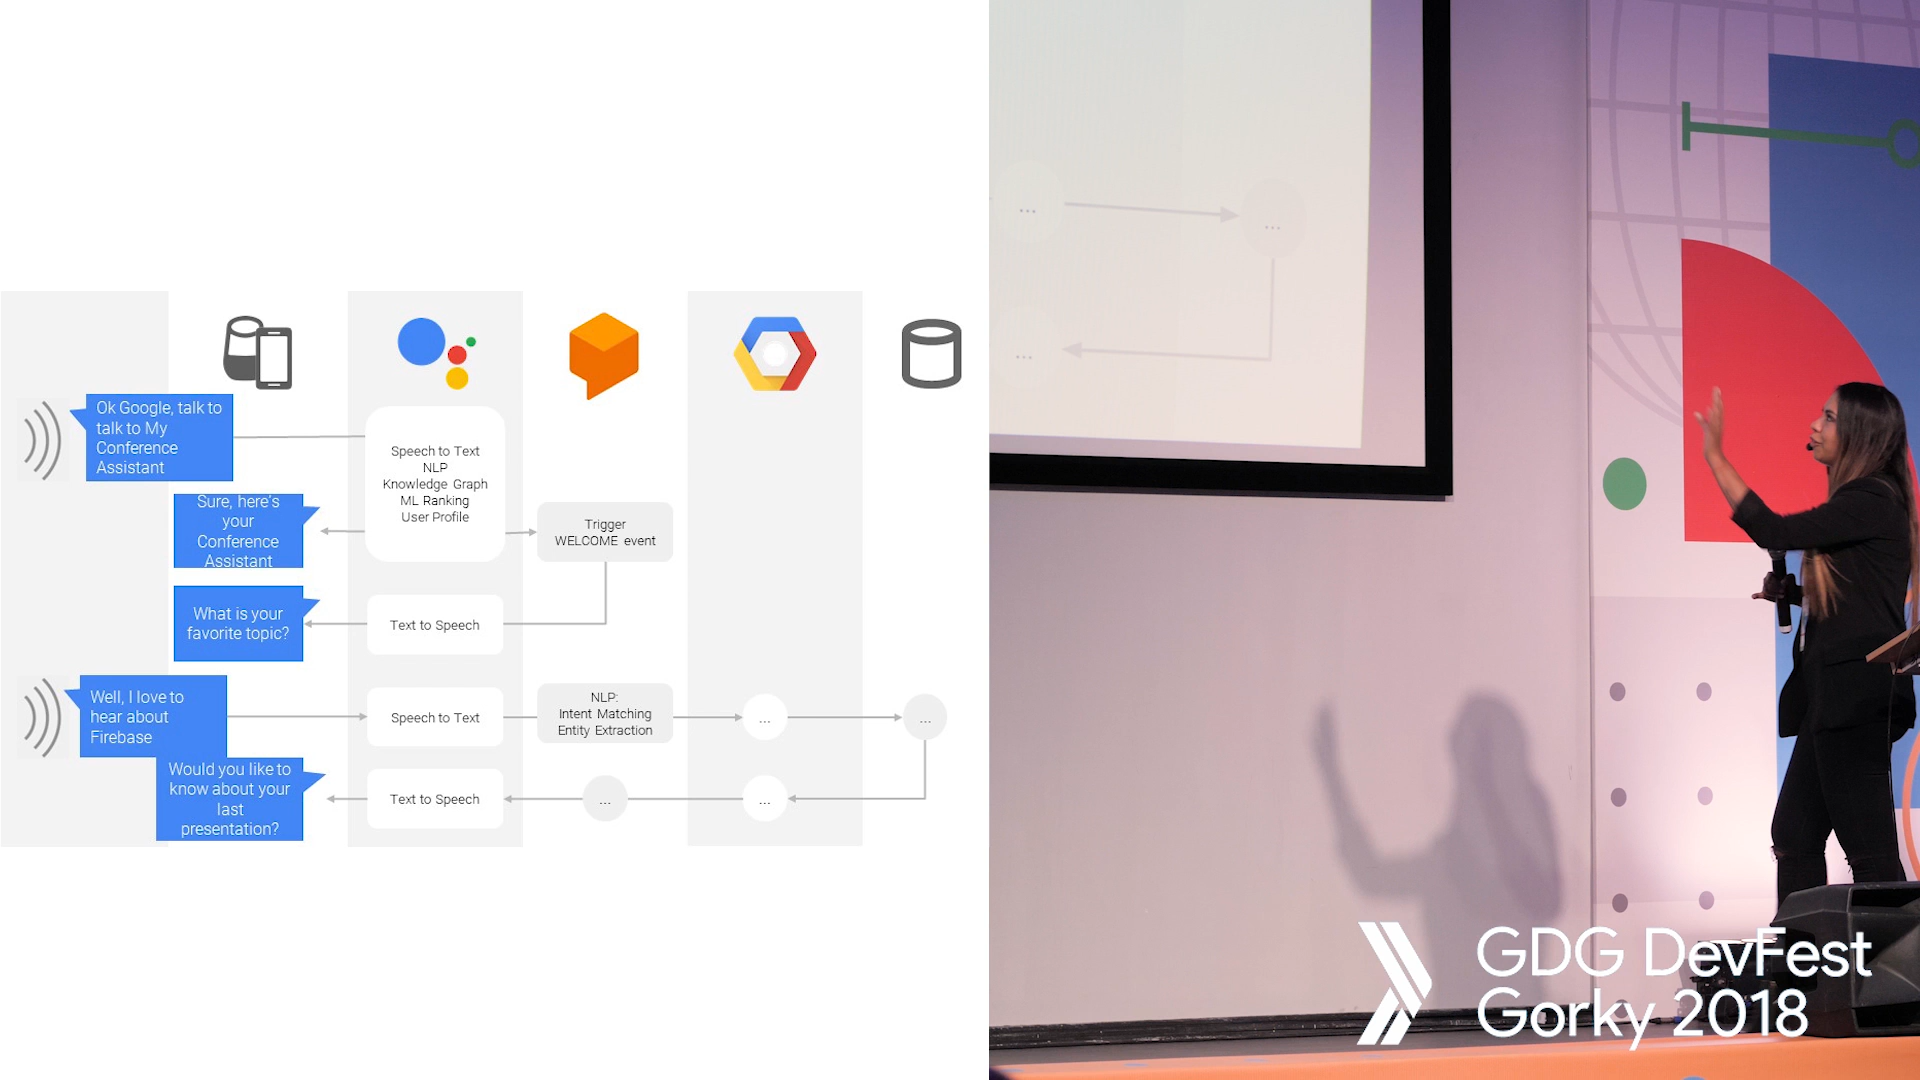 Ok Google, talk to
talk to My
Conference
Assistant
Sure, here's
your
Conference
Assistant
What is your
favorite topic?
Well, I love to
hear about
Firebase
Would you like to
know about your
last
presentation?
Speech to Text
NLP
Knowledge Graph
ML Ranking
User Profile
Trigger
WELCOME event
Text to Speech
Speech to Text
NLP:
Intent Matching
Entity Extraction
...
...
Text to Speech
...
...
...
...
...
GDG DevFest
Gorky 2018